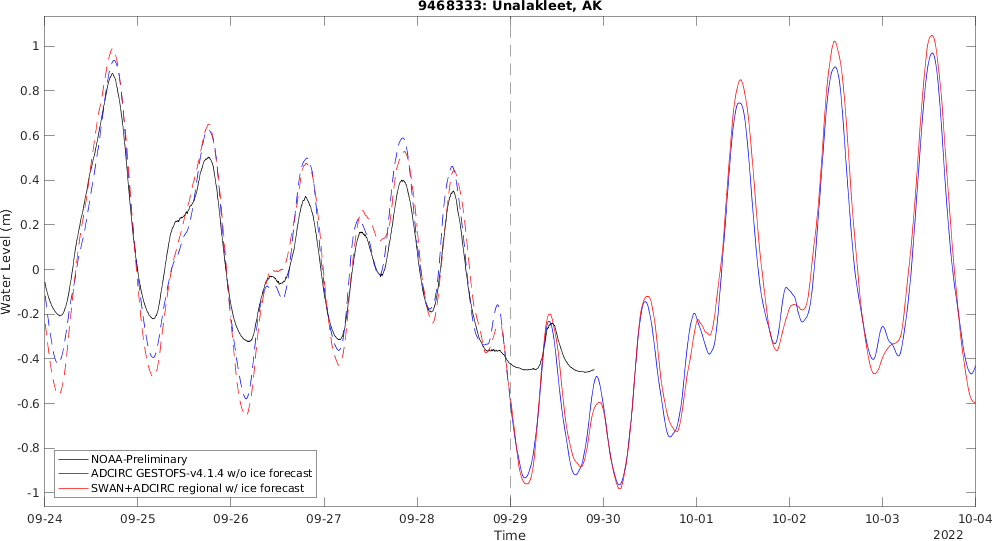 9468333: Unalakleet, AK
Water Level (m)
1
0.8
0.6
0.4
0.2
0
-0.2
-0.4
-0.6
-0.8
-1
NOAA-Preliminary
ADCIRC GESTOFS-v4.1.4 w/o ice forecast
SWAN+ADCIRC regional w/ ice forecast
09-24 09-25 09-26 09-27 09-28 09-29 09-30 10-01 10-02 10-03 10-04
Time
2022